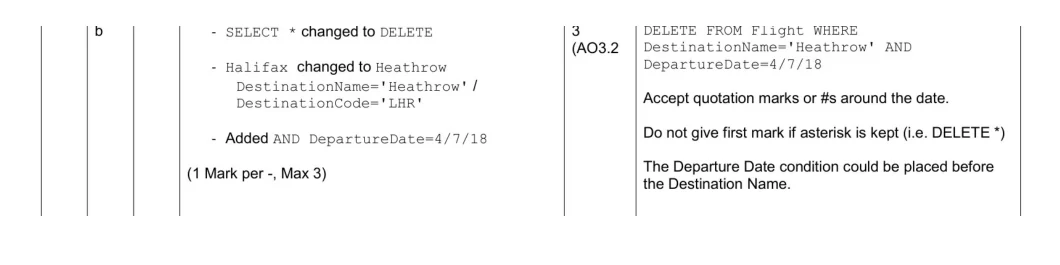 b
- SELECT * changed to DELETE
- Halifax changed to Heathrow
DestinationName='Heathrow' /
DestinationCode='LHR'
- Added AND DepartureDate=4/7/18
(1 Mark per -, Max 3)
3
(AO3.2
DELETE FROM Flight WHERE
DestinationName='Heathrow' AND
DepartureDate=4/7/18
Accept quotation marks or #s around the date.
Do not give first mark if asterisk is kept (i.e. DELETE *)
The Departure Date condition could be placed before
the Destination Name.